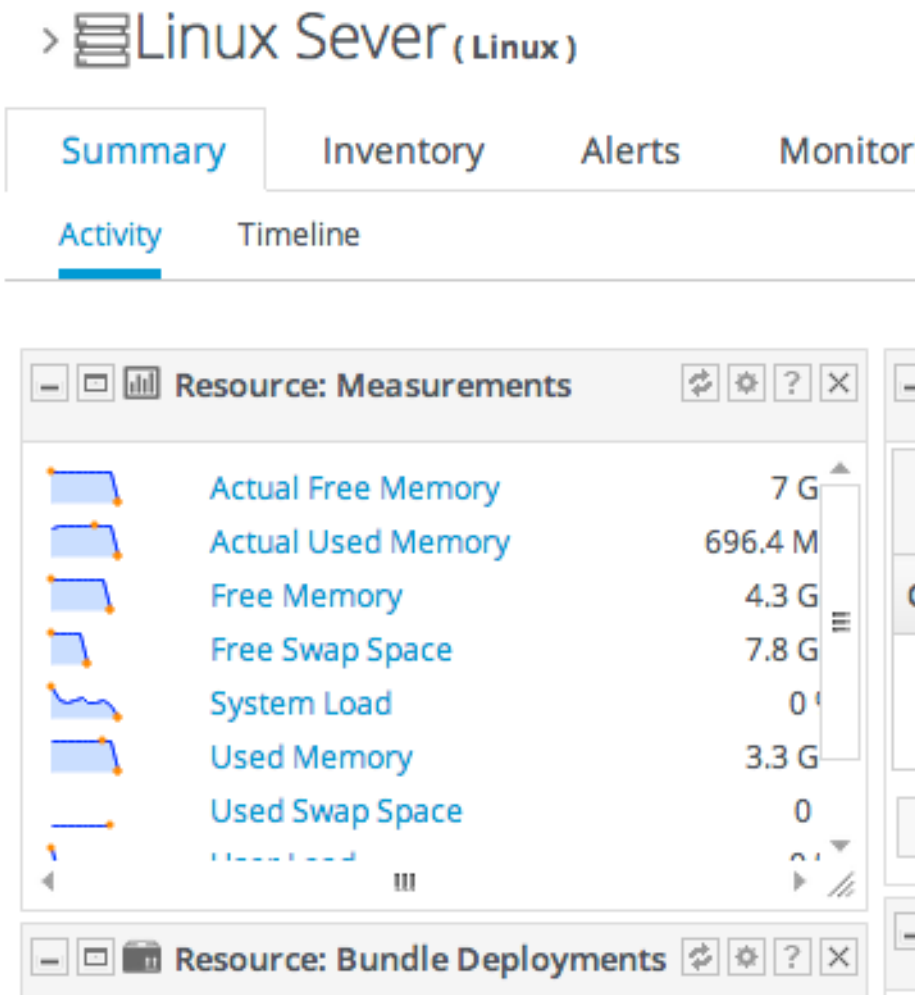 Linux Sever ( Linux )
Summary Inventory Alerts Monitor
Activity Timeline
Resource: Measurements ?
Actual Free Memory 7 G
Actual Used Memory 696.4 M
Free Memory 4.3 G
Free Swap Space 7.8 G
System Load 0
Used Memory 3.3 G
Used Swap Space 0
Resource: Bundle Deployments ?